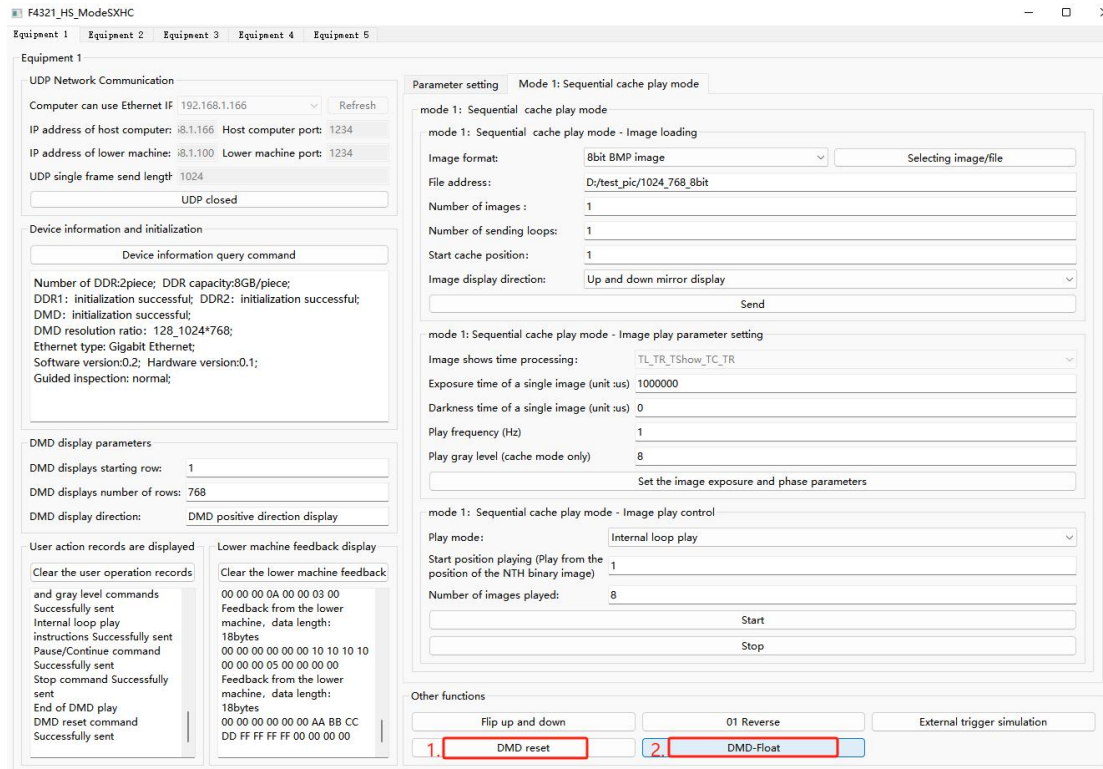 F4321_HS_ModeSXHC
Equipment 1 Equipment 2 Equipment 3 Equipment 4 Equipment 5
Equipment 1
UDP Network Communication
Computer can use Ethernet IF 192.168.1.166 Refresh
IP address of host computer: 58.1.166 Host computer port: 1234
IP address of lower machine: i8.1.100 Lower machine port: 1234
UDP single frame send length 1024
UDP closed
Device information and initialization
Device information query command
Number of DDR:2piece; DDR capacity:8GB/piece;
DDR1: initialization successful; DDR2: initialization successful;
DMD: initialization successful;
DMD resolution ratio: 128_1024*768;
Ethernet type: Gigabit Ethernet;
Software version:0.2; Hardware version:0.1;
Guided inspection: normal;
DMD display parameters
DMD displays starting row: 1
DMD displays number of rows: 768
DMD display direction: DMD positive direction display
User action records are displayed
Clear the user operation records
and gray level commands
Successfully sent
Internal loop play
instructions Successfully sent
Pause/Continue command
Successfully sent
Stop command Successfully
sent
End of DMD play
DMD reset command
Successfully sent
Lower machine feedback display
Clear the lower machine feedback
00 00 00 0A 00 00 03 00
Feedback from the lower
machine, data length:
18bytes
00 00 00 00 00 00 10 10 10 10
00 00 00 05 00 00 00 00
Feedback from the lower
machine, data length:
18bytes
00 00 00 00 00 00 AA BB CC
DD FF FF FF FF 00 00 00 00
Parameter setting Mode 1: Sequential cache play mode
mode 1: Sequential cache play mode
mode 1: Sequential cache play mode - Image loading
Image format: 8bit BMP image Selecting image/file
File address: D:/test_pic/1024_768_8bit
Number of images : 1
Number of sending loops: 1
Start cache position: 1
Image display direction: Up and down mirror display
Send
mode 1: Sequential cache play mode - Image play parameter setting
Image shows time processing: TL_TR_TShow_TC_TR
Exposure time of a single image (unit :us) 1000000
Darkness time of a single image (unit :us) 0
Play frequency (Hz) 1
Play gray level (cache mode only) 8
Set the image exposure and phase parameters
mode 1: Sequential cache play mode - Image play control
Play mode: Internal loop play
Start position playing (Play from the
position of the NTH binary image) 1
Number of images played: 8
Start
Stop
Other functions
Flip up and down 01 Reverse External trigger simulation
1. DMD reset 2. DMD-Float